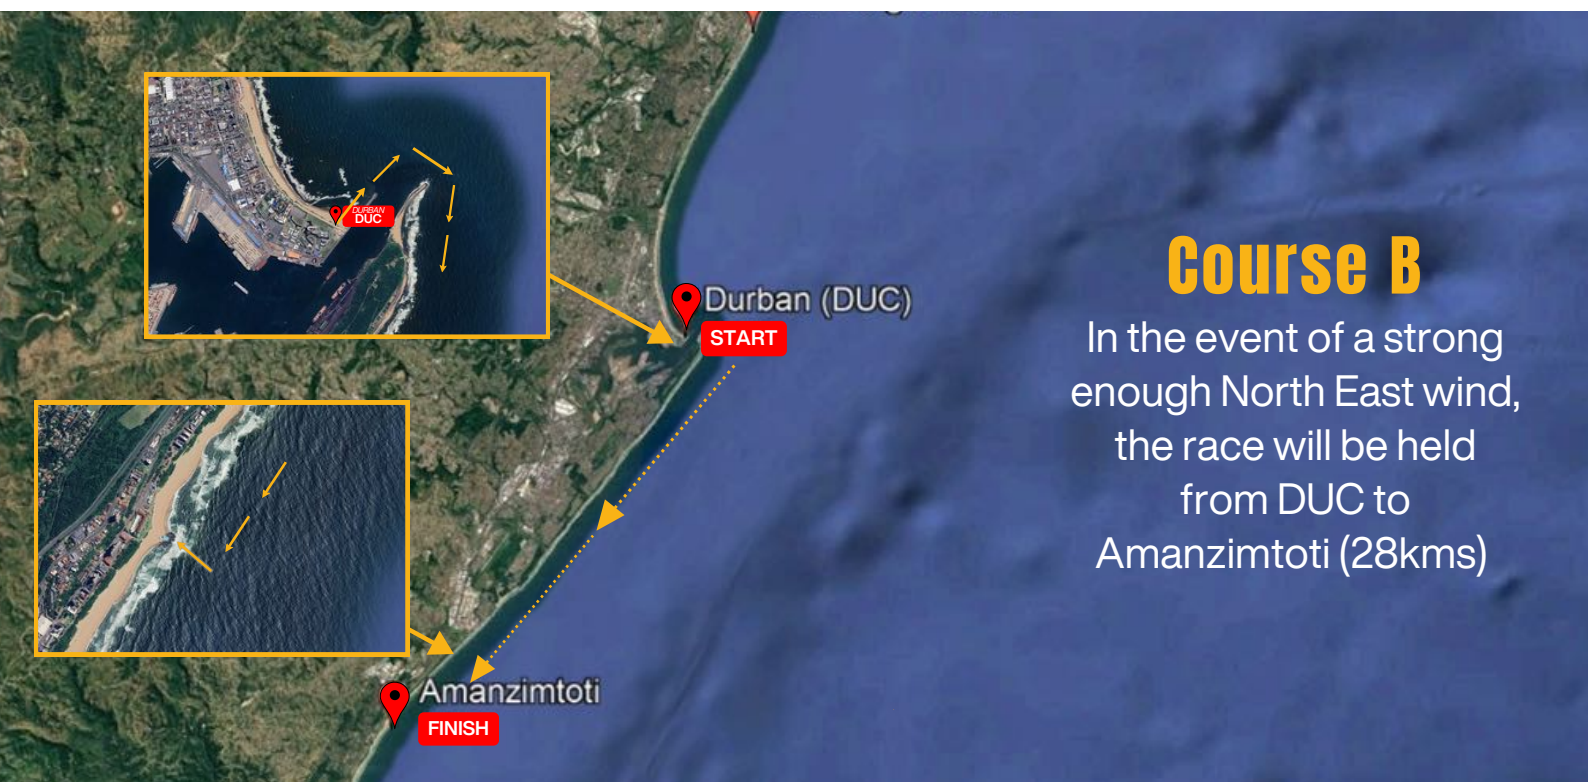 DURBAN
DUC
Durban (DUC)
START
Course B
In the event of a strong
enough North East wind,
the race will be held
from DUC to
Amanzimtoti (28kms)
Amanzimtoti
FINISH